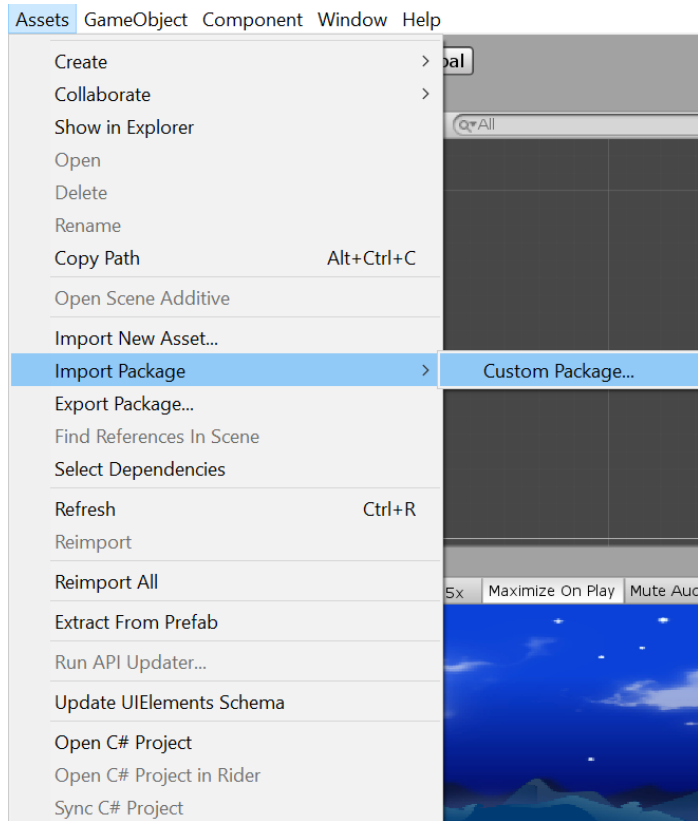 Assets GameObject Component Window Help
Create
Collaborate
Show in Explorer
Open
Delete
Rename
Copy Path Alt+Ctrl+C
Open Scene Additive
Import New Asset...
Import Package
Custom Package...
Export Package...
Find References In Scene
Select Dependencies
Refresh Ctrl+R
Reimport
Reimport All
Extract From Prefab
Run API Updater...
Update UIElements Schema
Open C# Project
Open C# Project in Rider
Sync C# Project
All
5x Maximize On Play Mute